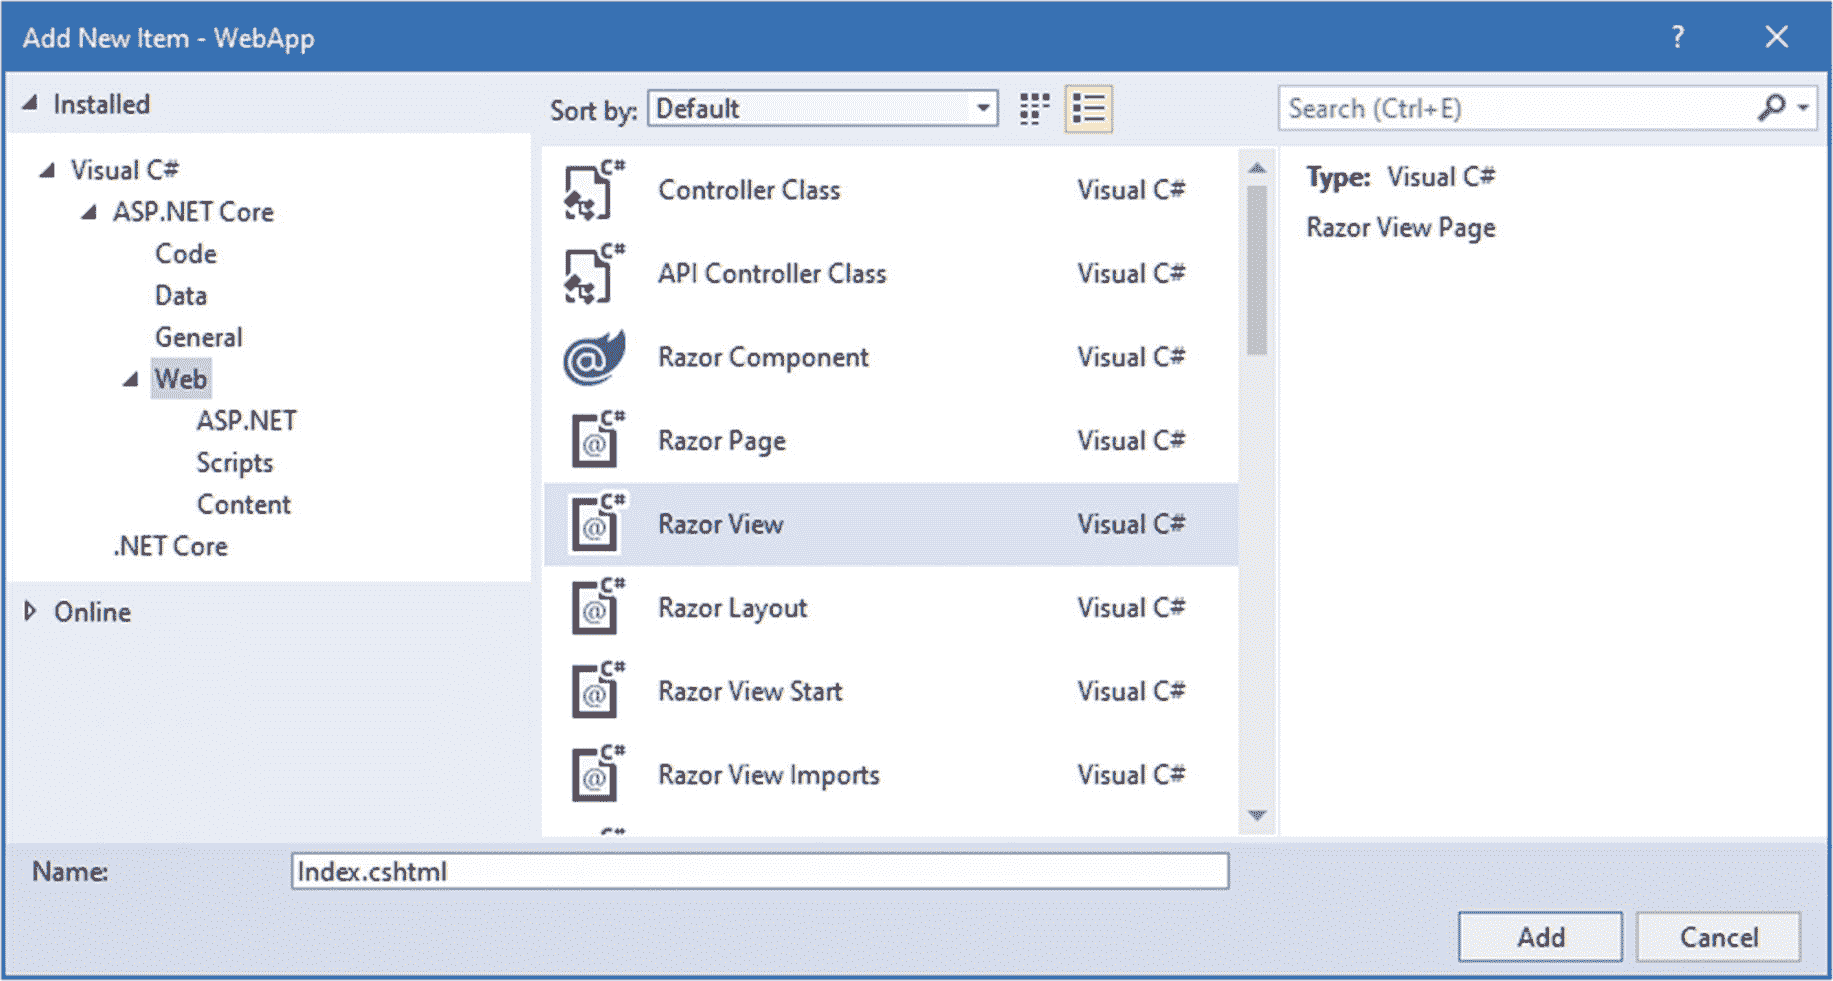 Add New Item - WebApp
?
Installed
Sort by: Default
Search (Ctrl+E)
Visual C#
ASP.NET Core
Code
Data
General
Web
ASP.NET
Scripts
Content
.NET Core
Online
C#
Controller Class Visual C#
C#
API Controller Class Visual C#
@
Razor Component Visual C#
C#
@
Razor Page Visual C#
C#
@
Razor View Visual C#
C#
@
Razor Layout Visual C#
C#
@
Razor View Start Visual C#
C#
@
Razor View Imports Visual C#
C#
Type: Visual C#
Razor View Page
Name: Index.cshtml
Add Cancel